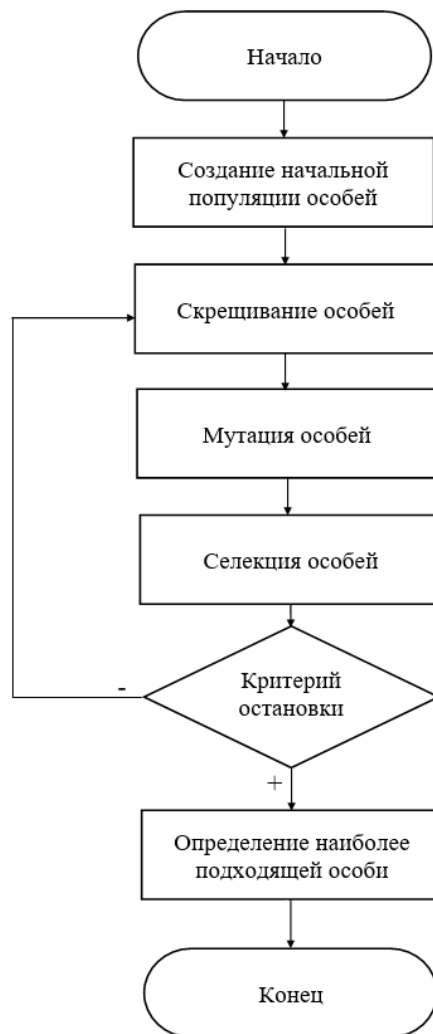 Начало
Создание начальной
популяции особей
Скрещивание особей
Мутация особей
Селекция особей
Критерий
остановки
-
+
Определение наиболее
подходящей особи
Конец